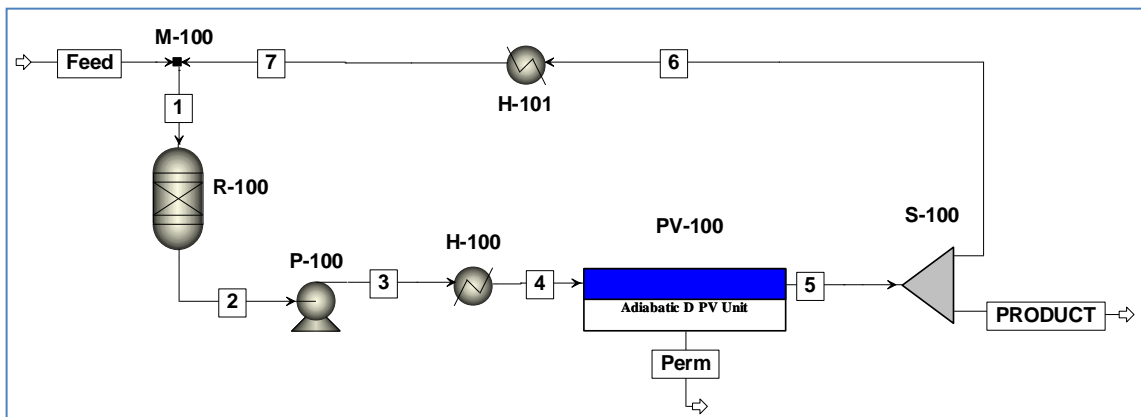 M-100
Feed
7
6
H-101
1
R-100
S-100
PV-100
P-100
H-100
3
4
5
2
Adiabatic D PV Unit
PRODUCT
Perm